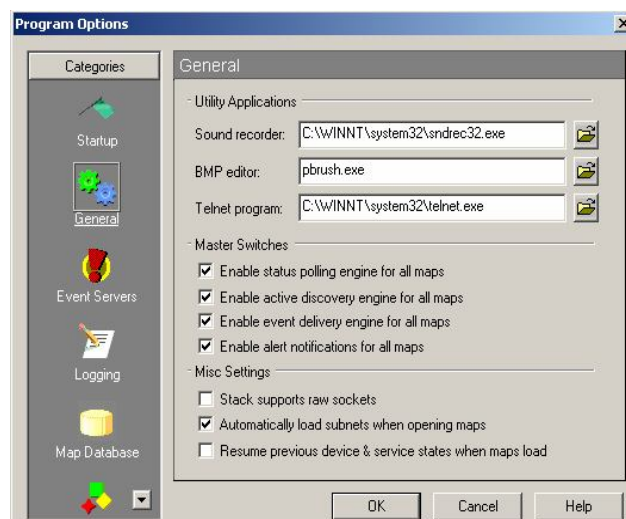 Program Options
Categories
Startup
General
Event Servers
Logging
Map Database
General
Utility Applications
Sound recorder: C:\WINNT\system32\sndrec32.exe
BMP editor: pbrush.exe
Telnet program: C:\WINNT\system32\telnet.exe
Master Switches
Enable status polling engine for all maps
Enable active discovery engine for all maps
Enable event delivery engine for all maps
Enable alert notifications for all maps
Misc Settings
Stack supports raw sockets
Automatically load subnets when opening maps
Resume previous device & service states when maps load
OK Cancel Help